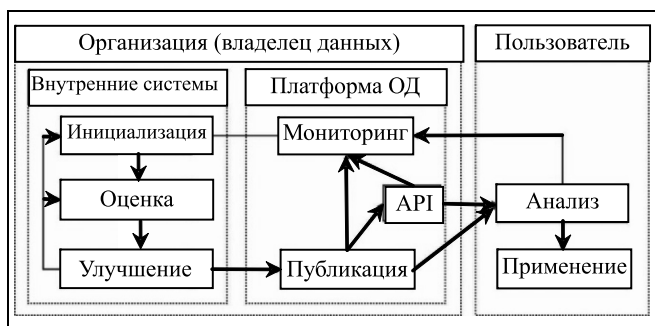 Организация (владелец данных)
Пользователь
Внутренние системы
Платформа ОД
Инициализация
Мониторинг
Оценка
API
Анализ
Улучшение
Публикация
Применение